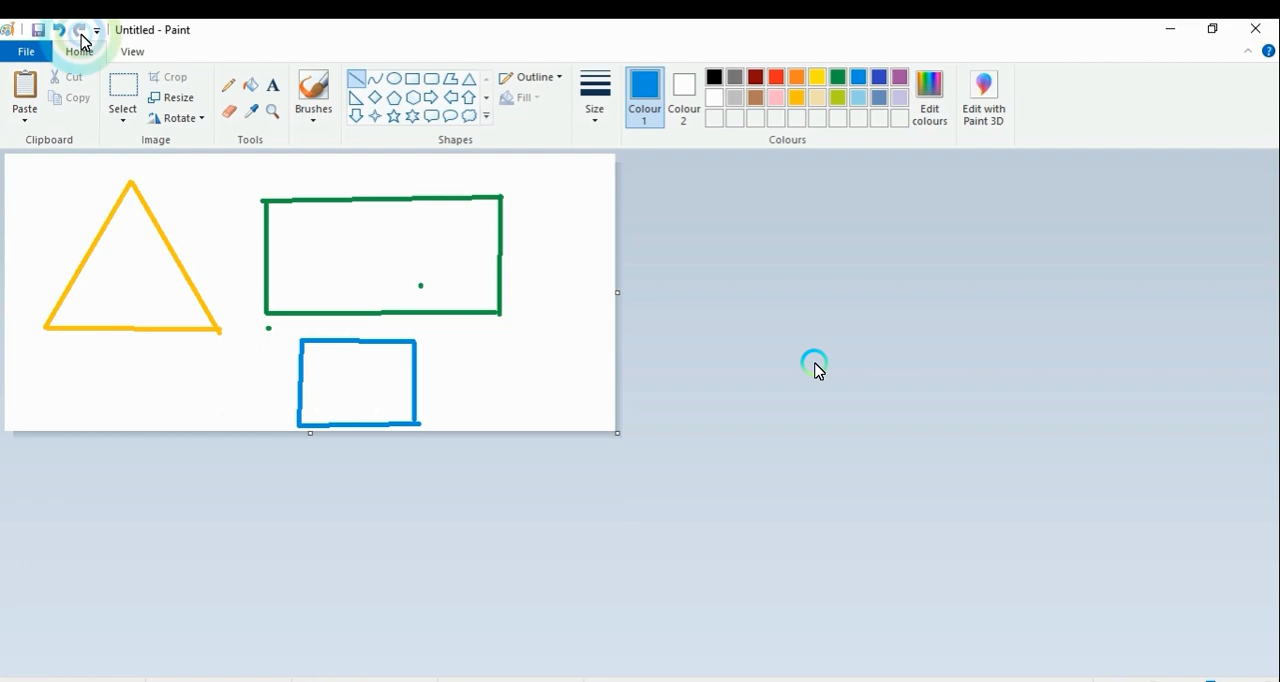 Untitled - Paint
File Home View
Paste
Cut
Copy
Clipboard
Select
Crop
Resize
Rotate
Image
A
Tools
Brushes
Outline
Fill
Shapes
Size
Colour 1
Colour 2
Edit colours
Colours
Edit with Paint 3D